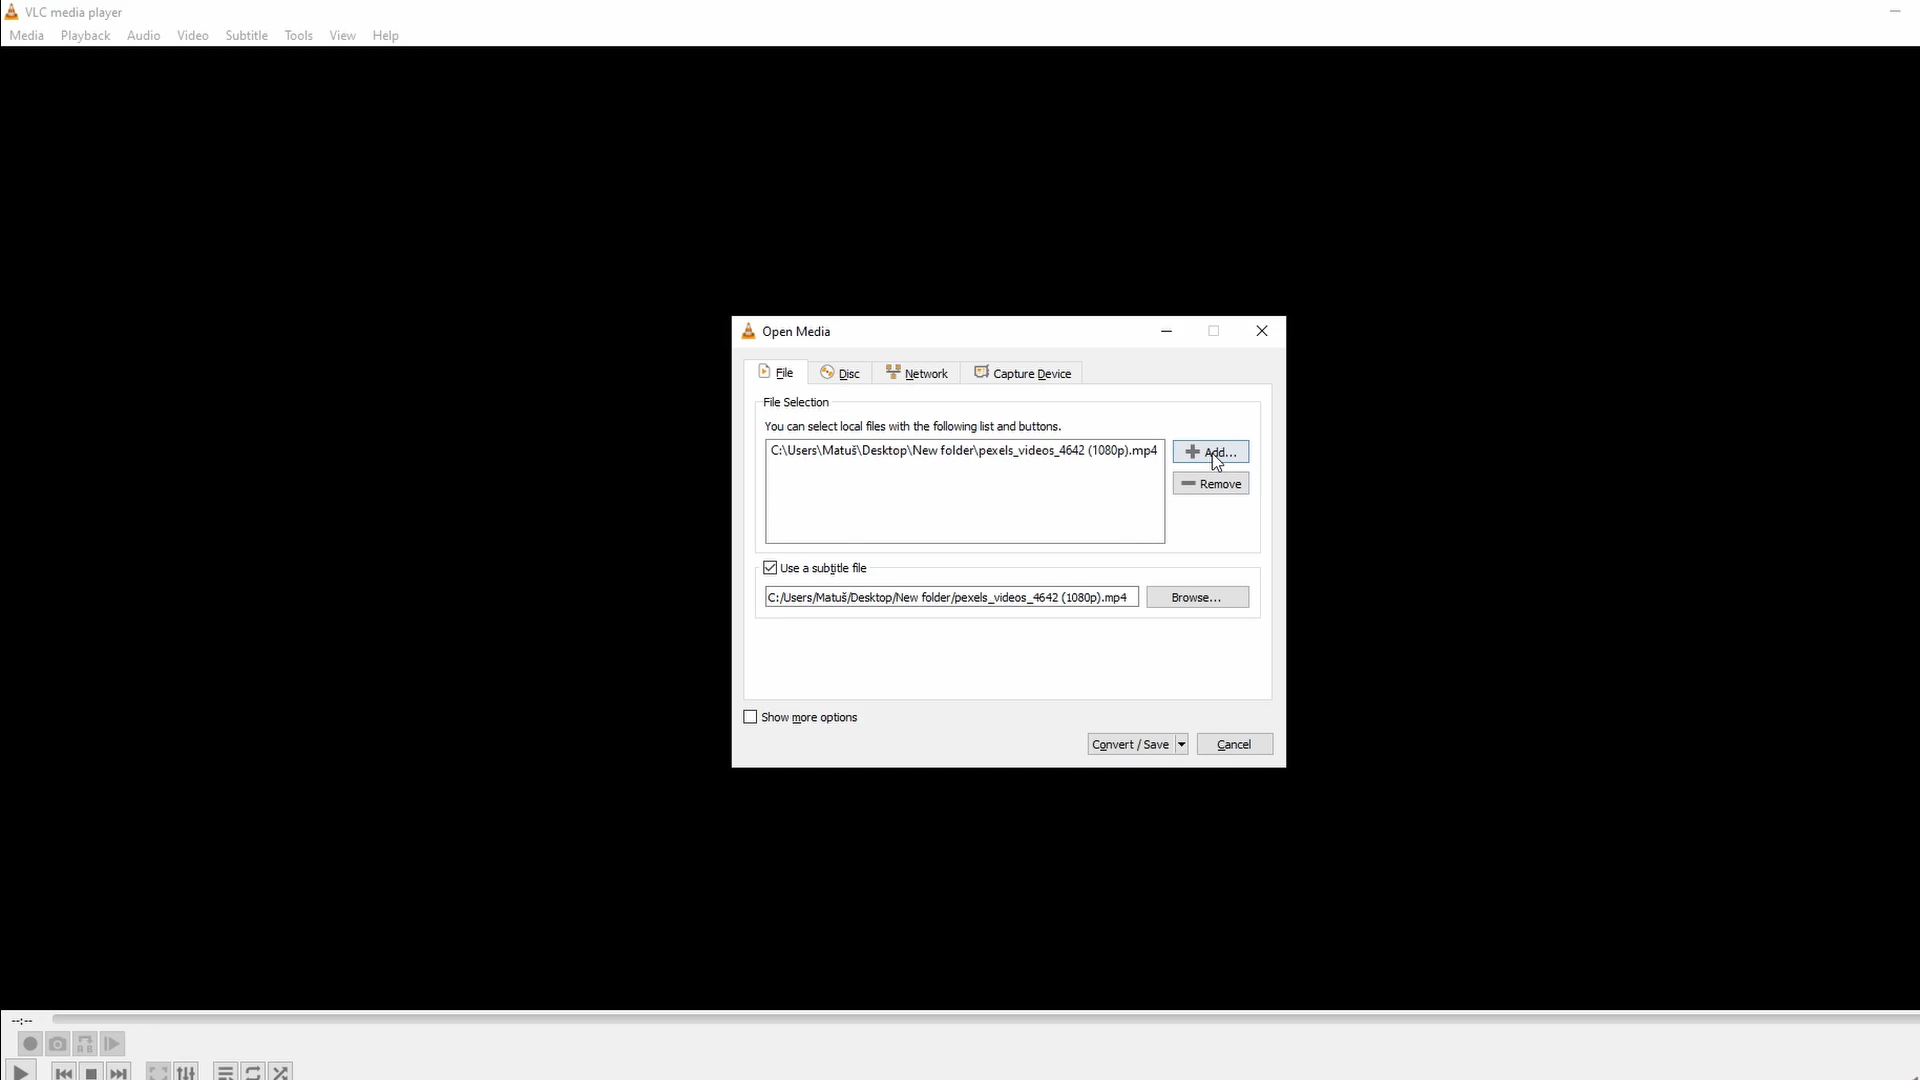 VLC media player
Media Playback Audio Video Subtitle Tools View Help
Open Media
File Disc Network Capture Device
File Selection
You can select local files with the following list and buttons.
C:\Users\Matuš\Desktop\New folder\pexels_videos_4642 (1080p).mp4
Add...
Remove
Use a subtitle file
C:/Users/Matuš/Desktop/New folder/pexels_videos_4642 (1080p).mp4
Browse...
Show more options
Convert / Save Cancel
--:--